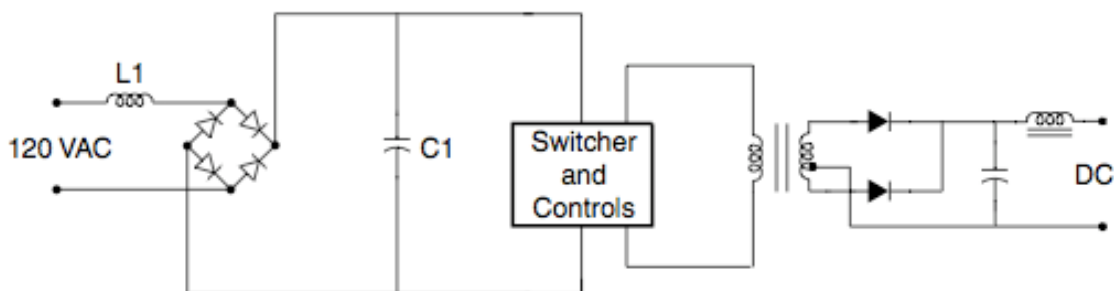 L1
120 VAC
C1
Switcher
and
Controls
DC